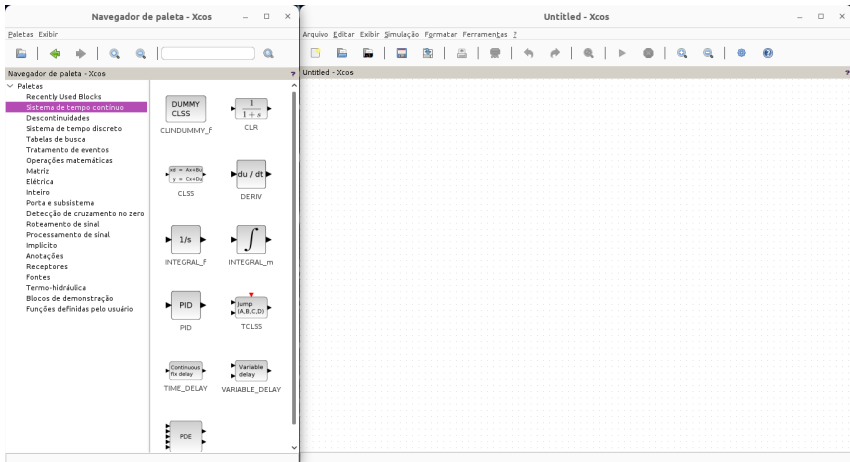 Navegador de paleta - Xcos
Paletas Exibir
Navegador de paleta - Xcos ?
Paletas
Recently Used Blocks
Sistema de tempo contínuo
Descontinuidades
Sistema de tempo discreto
Tabelas de busca
Tratamento de eventos
Operações matemáticas
Matriz
Elétrica
Inteiro
Porta e subsistema
Detecção de cruzamento no zero
Roteamento de sinal
Processamento de sinal
Implícito
Anotações
Receptores
Fontes
Termo-hidráulica
Blocos de demonstração
Funções definidas pelo usuário
DUMMY
CLSS
CLINDUMMY_f
1
1 + s
CLR
xd = Ax+Bu
y = Cx+Du
CLSS
du / dt
DERIV
1/s
INTEGRAL_f
∫
INTEGRAL_m
PID
PID
Jump
(A,B,C,D)
TCLSS
Continuous
fix delay
TIME_DELAY
Variable
delay
VARIABLE_DELAY
PDE
Untitled - Xcos
Arquivo Editar Exibir Simulação Formatar Ferramentas ?
Untitled - Xcos ?